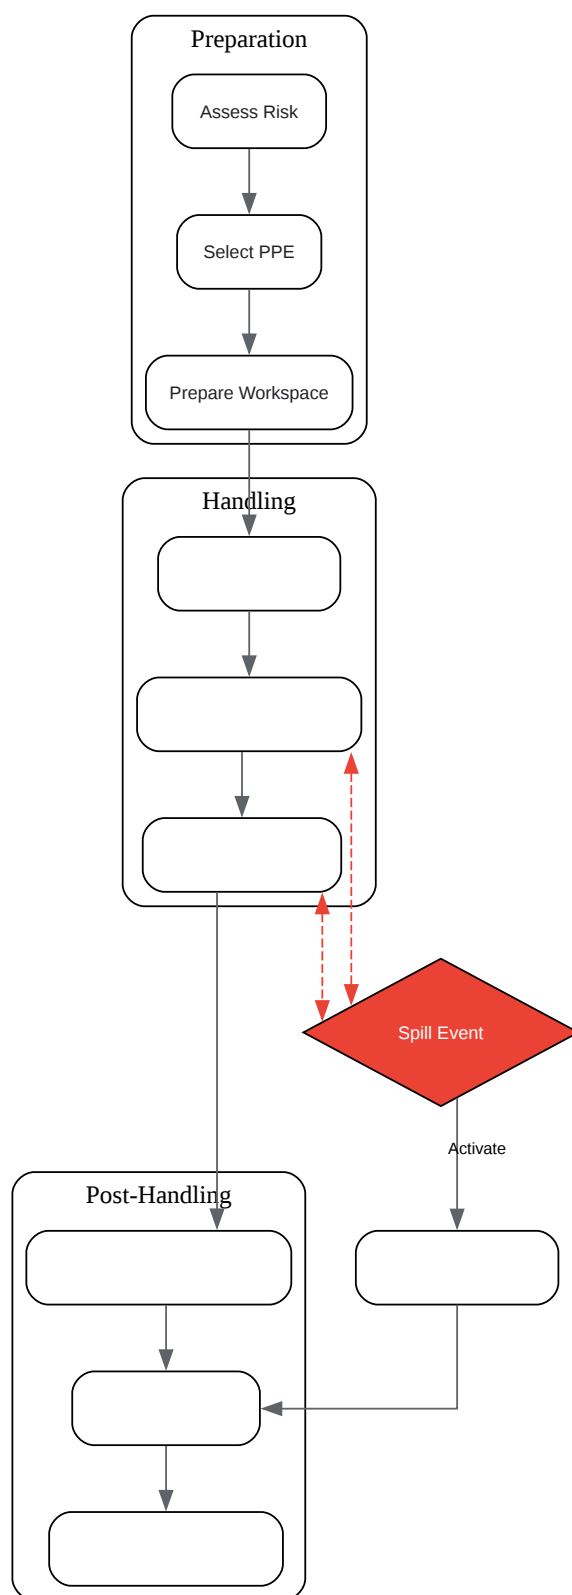 Preparation
Assess Risk
Select PPE
Prepare Workspace
Handling
Spill Event
Activate
Post-Handling